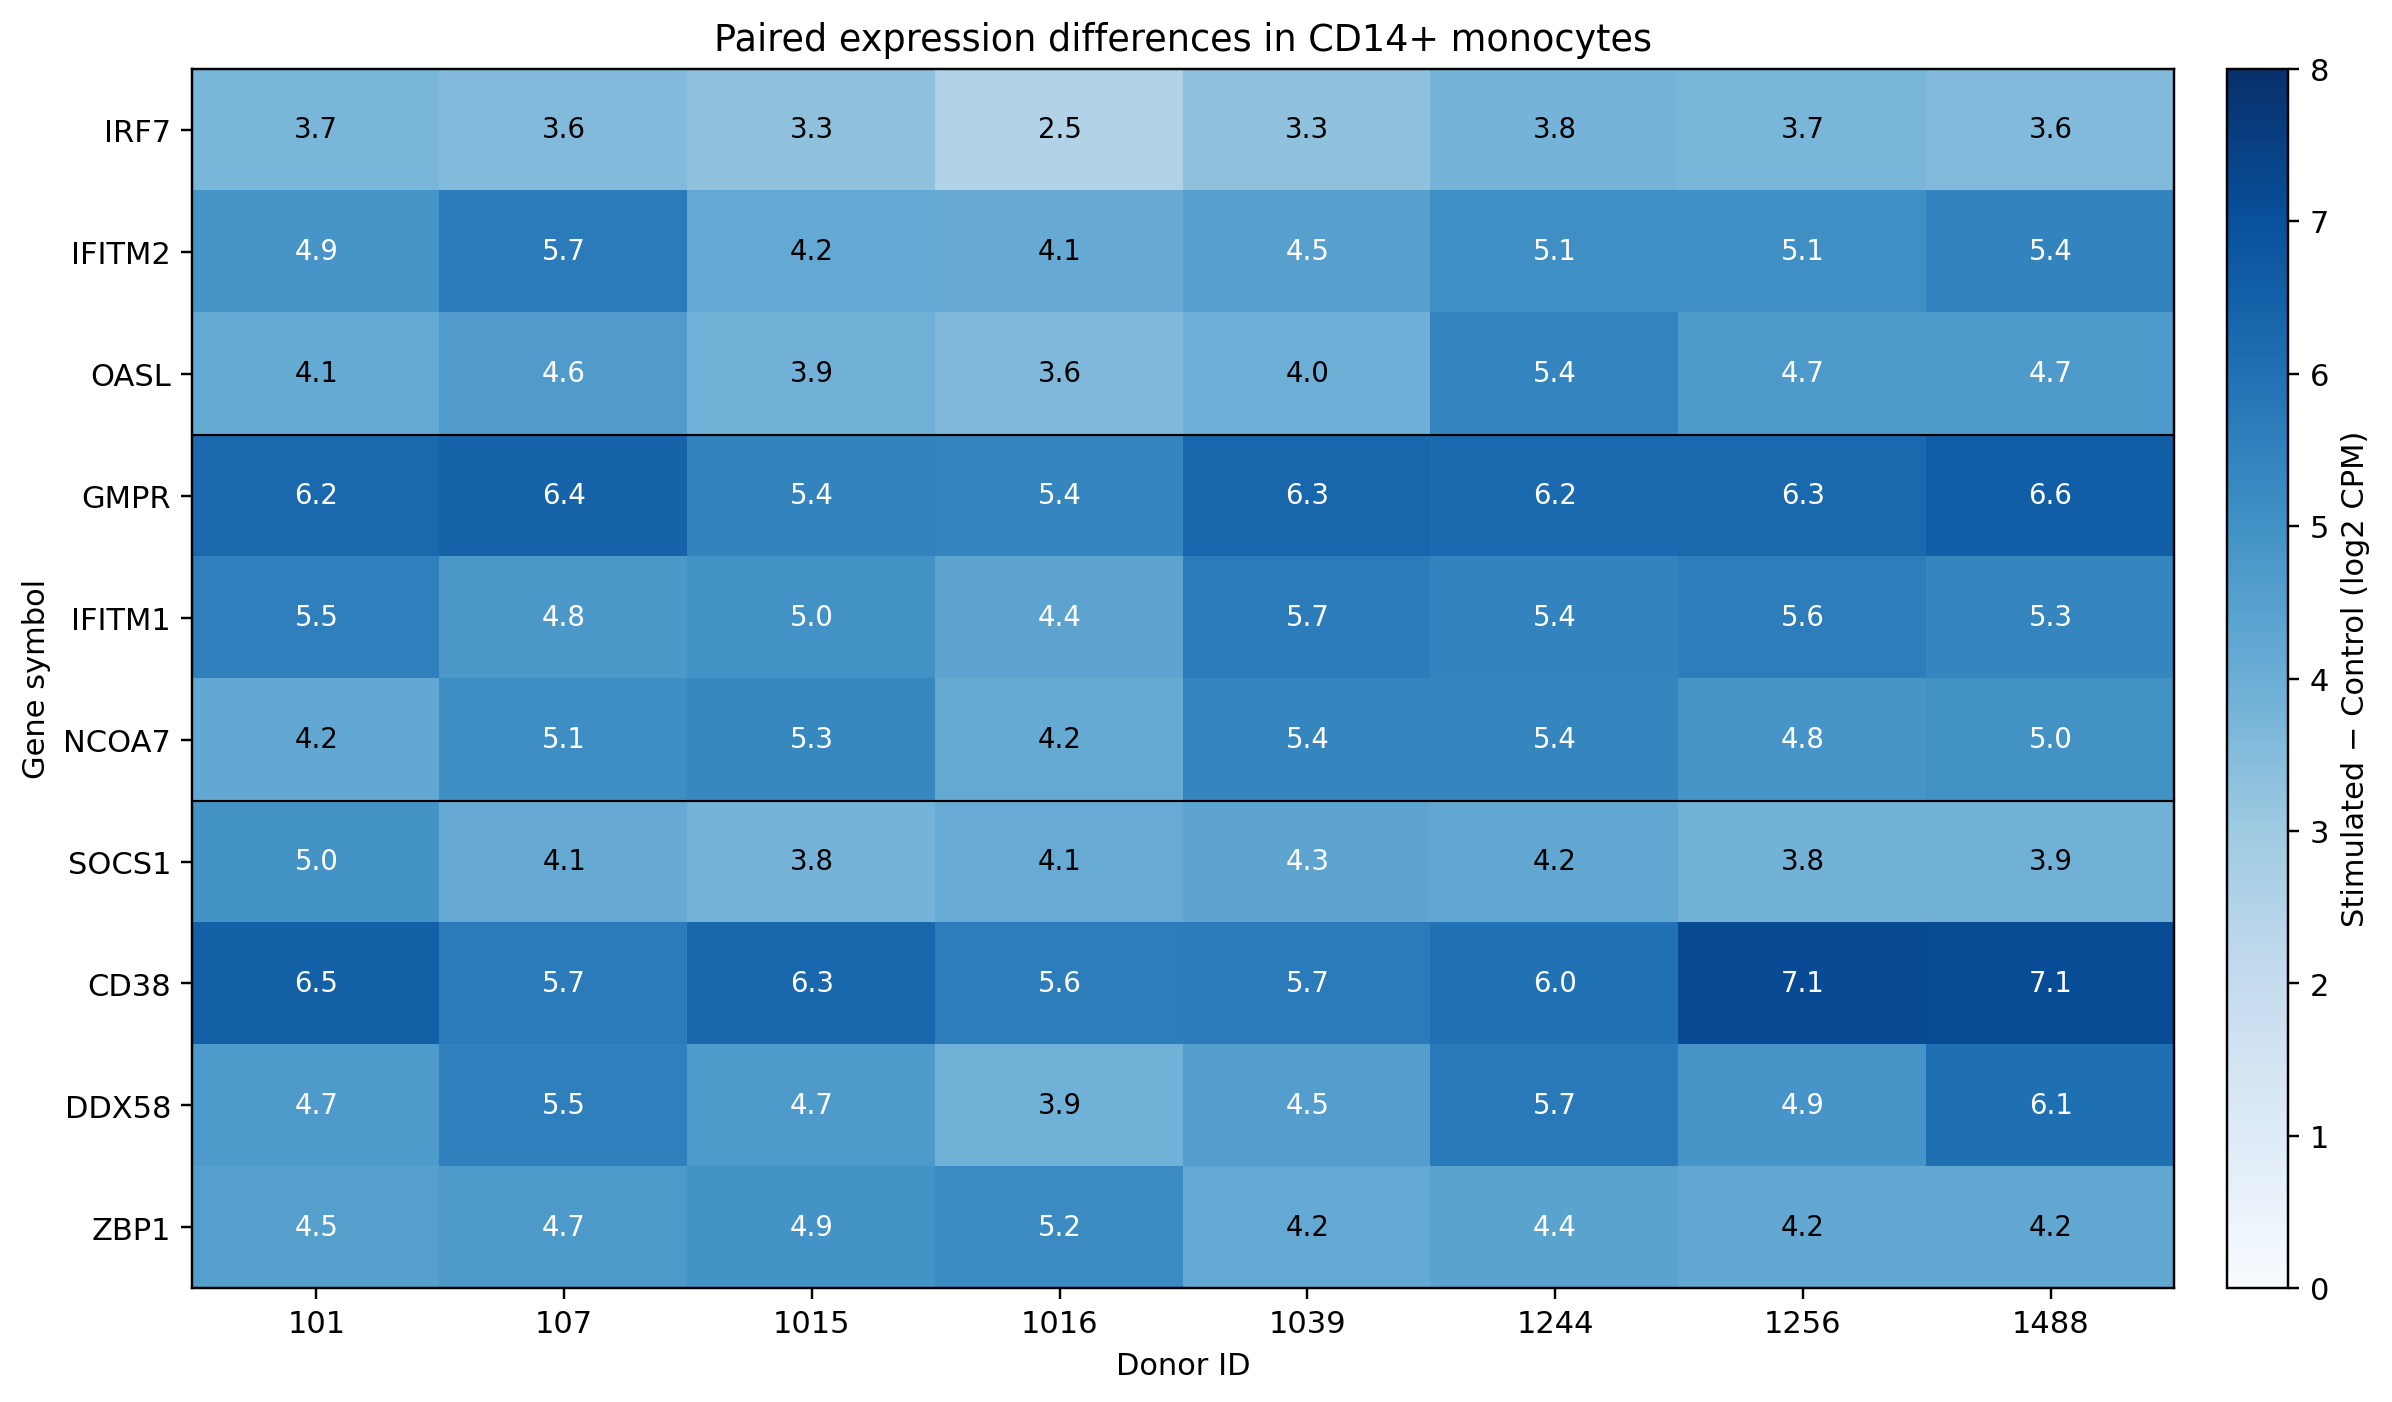 Paired expression differences in CD14+ monocytes
IRF7 3.7 3.6 3.3 2.5 3.3 3.8 3.7 3.6
IFITM2 4.9 5.7 4.2 4.1 4.5 5.1 5.1 5.4
OASL 4.1 4.6 3.9 3.6 4.0 5.4 4.7 4.7
GMPR 6.2 6.4 5.4 5.4 6.3 6.2 6.3 6.6
IFITM1 5.5 4.8 5.0 4.4 5.7 5.4 5.6 5.3
NCOA7 4.2 5.1 5.3 4.2 5.4 5.4 4.8 5.0
SOCS1 5.0 4.1 3.8 4.1 4.3 4.2 3.8 3.9
CD38 6.5 5.7 6.3 5.6 5.7 6.0 7.1 7.1
DDX58 4.7 5.5 4.7 3.9 4.5 5.7 4.9 6.1
ZBP1 4.5 4.7 4.9 5.2 4.2 4.4 4.2 4.2
101 107 1015 1016 1039 1244 1256 1488
Donor ID
Gene symbol
8
7
6
5
4
3
2
1
0
Stimulated − Control (log2 CPM)